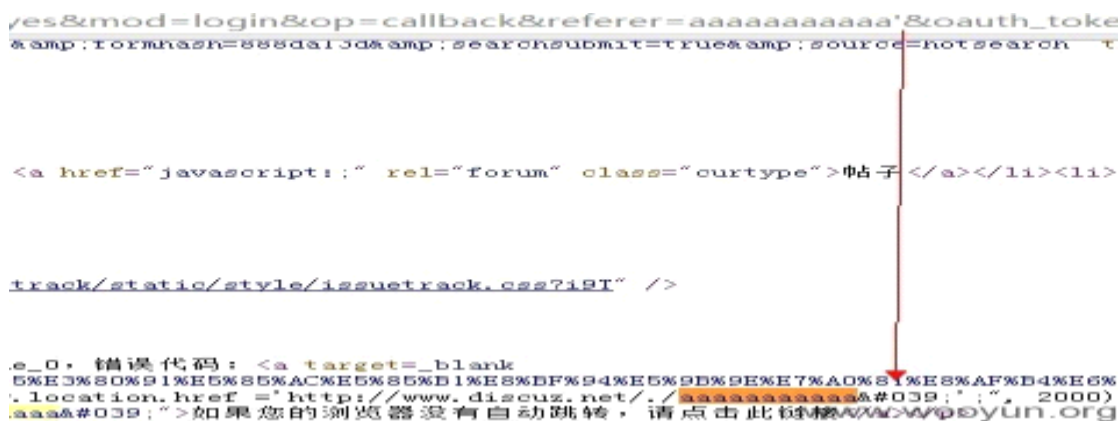 yes&mod=login&op=callback&referer=aaaaaaaaaaa'&oauth_toke
&amp;formhash=888da13d&amp;searchsubmit=true&amp;source=hotsearch" t
<a href="javascript:;" rel="forum" class="curtype">帖子</a></li><li>
track/static/style/issuetrack.css?i9I" />
.e_0，错误代码：<a target=_blank
5%E3%80%91%E5%85%AC%E5%85%B1%E8%BF%94%E5%9B%9E%E7%A0%81%E8%AF%B4%E6%
.location.href ='http://www.discuz.net/./aaaaaaaaaaa&#039;';", 2000)
aaa&#039;">如果您的浏览器没有自动跳转，请点击此链接</a></p>
www.wooyun.org